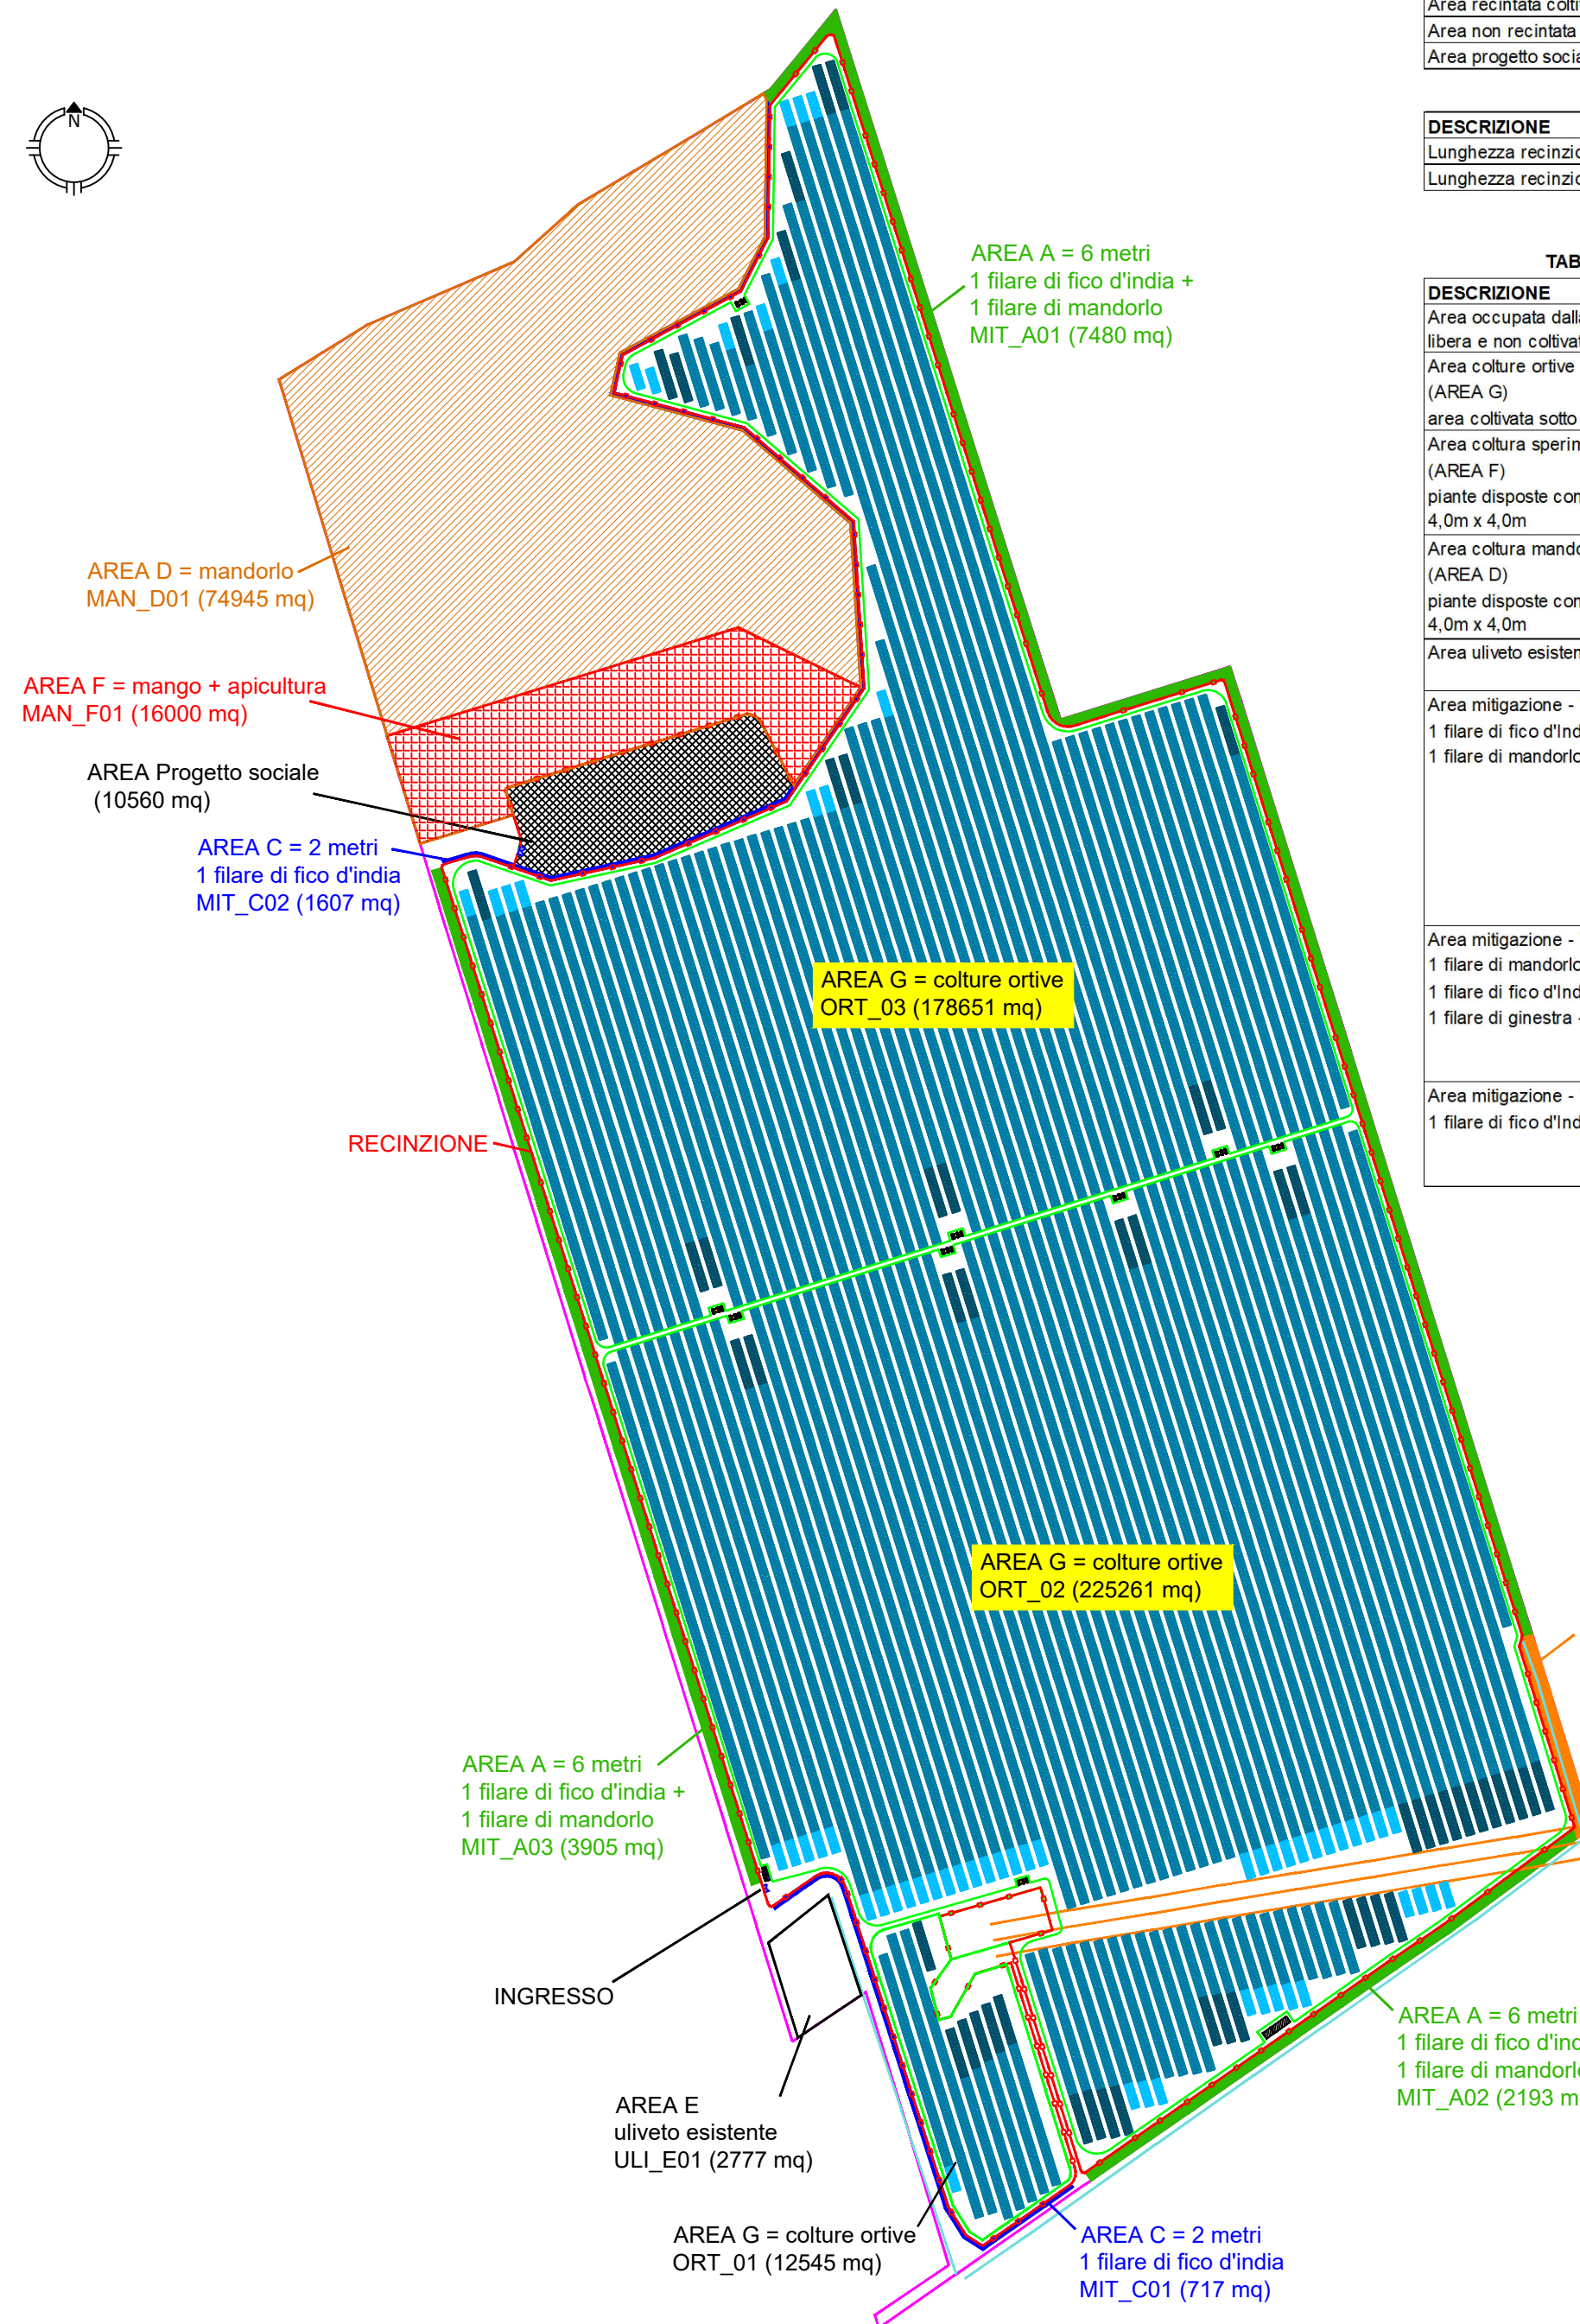 Area recintata colti
Area non recintata
Area progetto socia
N
DESCRIZIONE
Lunghezza recinzio
Lunghezza recinzio
TAB
DESCRIZIONE
Area occupata dalla
libera e non coltivat
Area colture ortive
(AREA G)
area coltivata sotto
Area coltura sperim
(AREA F)
piante disposte con
4,0m x 4,0m
Area coltura mando
(AREA D)
piante disposte con
4,0m x 4,0m
Area uliveto esisten
Area mitigazione -
1 filare di fico d'Ind
1 filare di mandorlo
Area mitigazione -
1 filare di mandorlo
1 filare di fico d'Ind
1 filare di ginestra -
Area mitigazione -
1 filare di fico d'Ind
AREA A = 6 metri
1 filare di fico d'india +
1 filare di mandorlo
MIT_A01 (7480 mq)
AREA D = mandorlo
MAN_D01 (74945 mq)
AREA F = mango + apicultura
MAN_F01 (16000 mq)
AREA Progetto sociale
(10560 mq)
AREA C = 2 metri
1 filare di fico d'india
MIT_C02 (1607 mq)
AREA G = colture ortive
ORT_03 (178651 mq)
RECINZIONE
AREA G = colture ortive
ORT_02 (225261 mq)
AREA A = 6 metri
1 filare di fico d'india +
1 filare di mandorlo
MIT_A03 (3905 mq)
INGRESSO
AREA E
uliveto esistente
ULI_E01 (2777 mq)
AREA A = 6 metri
1 filare di fico d'ind
1 filare di mandorlo
MIT_A02 (2193 m
AREA G = colture ortive
ORT_01 (12545 mq)
AREA C = 2 metri
1 filare di fico d'india
MIT_C01 (717 mq)